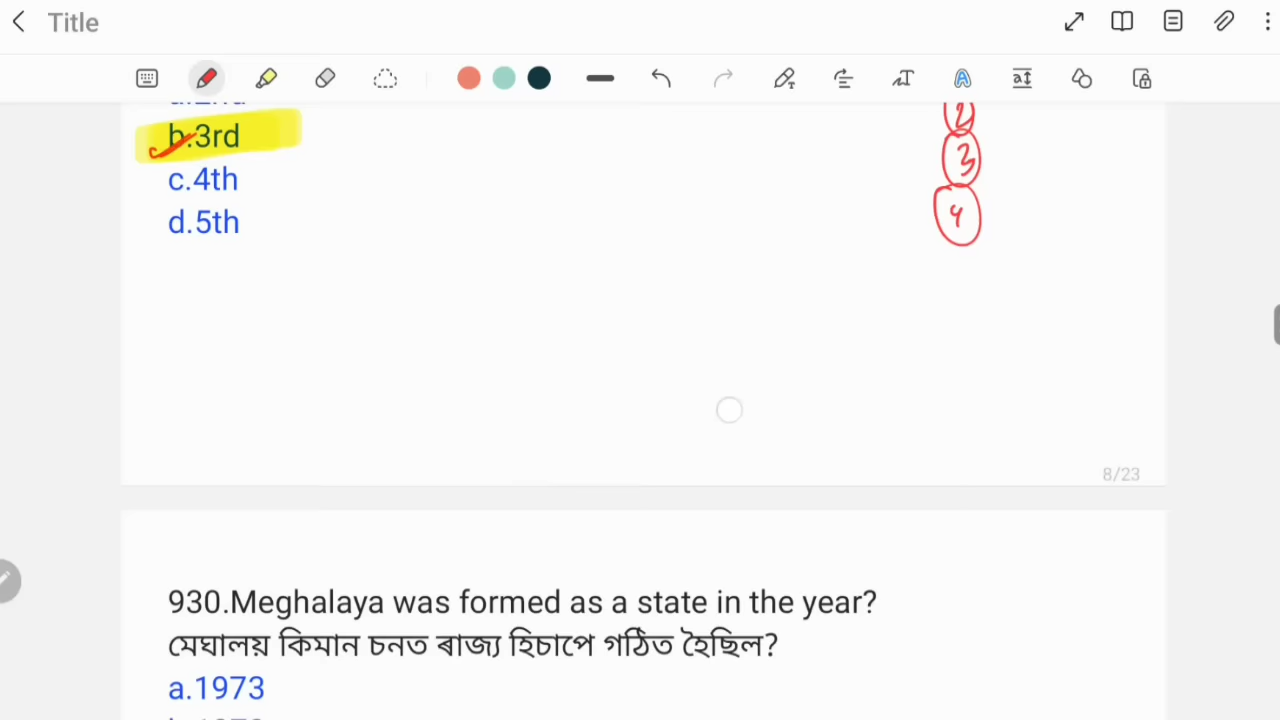 Title
b.3rd
2
c.4th
3
d.5th
4
8/23
930.Meghalaya was formed as a state in the year?
মেঘালয় কিমান চনত ৰাজ্য হিচাপে গঠিত হৈছিল?
a.1973